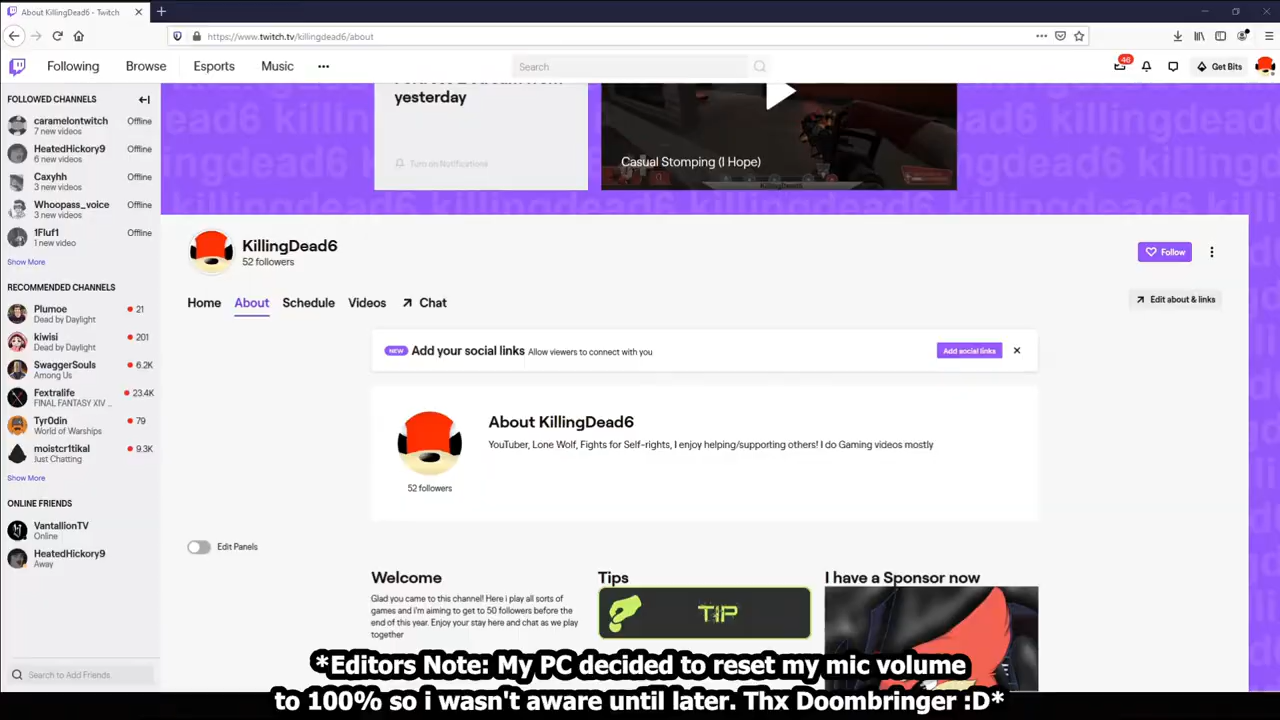 About KillingDead6 - Twitch
https://www.twitch.tv/killingdead6/about
Following
Browse
Esports
Music
Search
46
Get Bits
FOLLOWED CHANNELS
caramelontwitch
Offline
7 new videos
HeatedHickory9
Offline
6 new videos
Caxyhh
Offline
3 new videos
Whoopass_voice
Offline
3 new videos
1Fluf1
Offline
1 new video
Show More
RECOMMENDED CHANNELS
Plumoe
21
Dead by Daylight
kiwisi
201
Dead by Daylight
SwaggerSouls
6.2K
Among Us
Fextralife
23.4K
FINAL FANTASY XIV ...
Tyr0din
79
World of Warships
moistcr1tikal
9.3K
Just Chatting
Show More
ONLINE FRIENDS
VantallionTV
Online
HeatedHickory9
Away
Search to Add Friends
yesterday
Turn on Notifications
Casual Stomping (I Hope)
KillingDead6
KillingDead6
52 followers
Follow
Home
About
Schedule
Videos
Chat
Edit about & links
NEW
Add your social links
Allow viewers to connect with you
Add social links
About KillingDead6
YouTuber, Lone Wolf, Fights for Self-rights, I enjoy helping/supporting others! I do Gaming videos mostly
52 followers
Edit Panels
Welcome
Glad you came to this channel! Here i play all sorts of
games and i'm aiming to get to 50 followers before the
end of this year. Enjoy your stay here and chat as we play
together
Tips
TIP
I have a Sponsor now
*Editors Note: My PC decided to reset my mic volume
to 100% so i wasn't aware until later. Thx Doombringer :D*